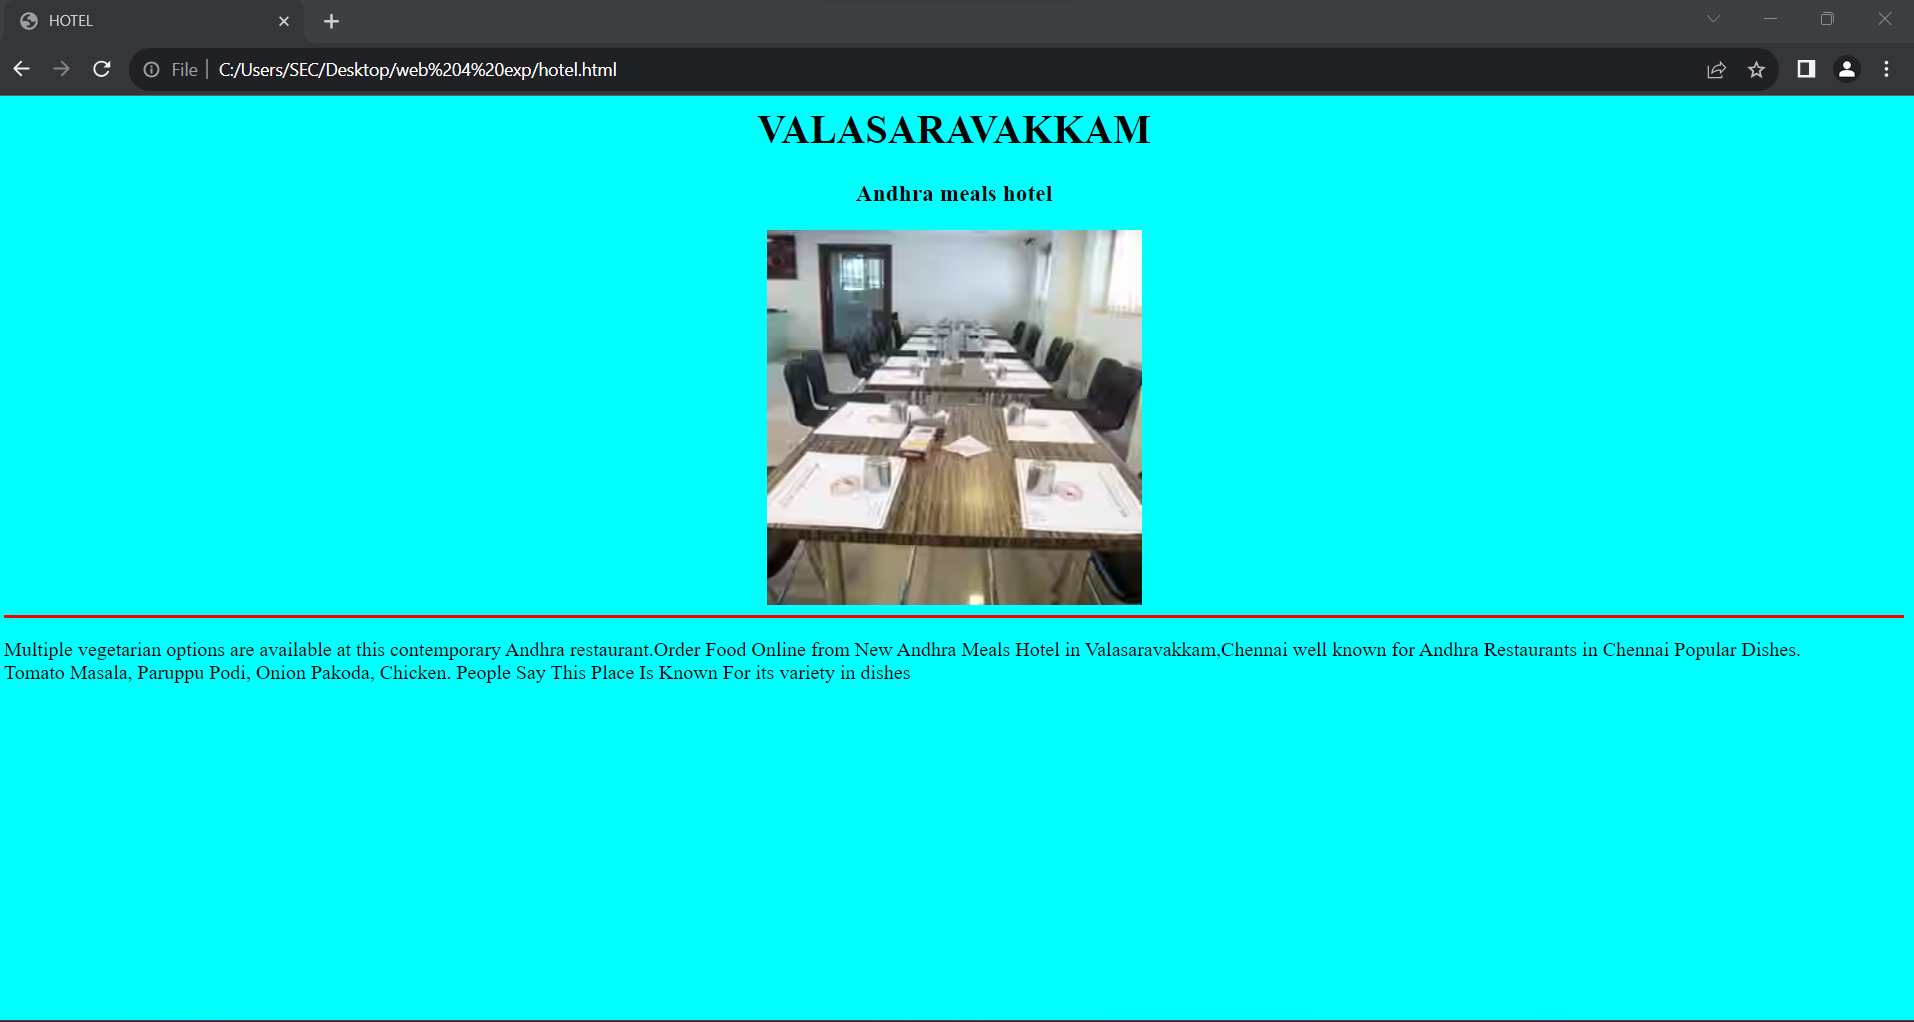 HOTEL
File
C:/Users/SEC/Desktop/web%204%20exp/hotel.html
VALASARAVAKKAM
Andhra meals hotel
Multiple vegetarian options are available at this contemporary Andhra restaurant.Order Food Online from New Andhra Meals Hotel in Valasaravakkam,Chennai well known for Andhra Restaurants in Chennai Popular Dishes.
Tomato Masala, Paruppu Podi, Onion Pakoda, Chicken. People Say This Place Is Known For its variety in dishes